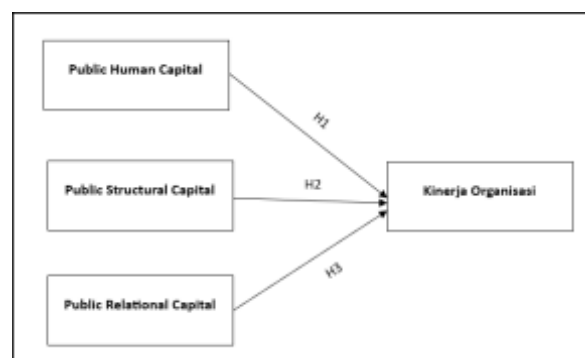 Public Human Capital
H1
Public Structural Capital
H2
Kinerja Organisasi
H3
Public Relational Capital